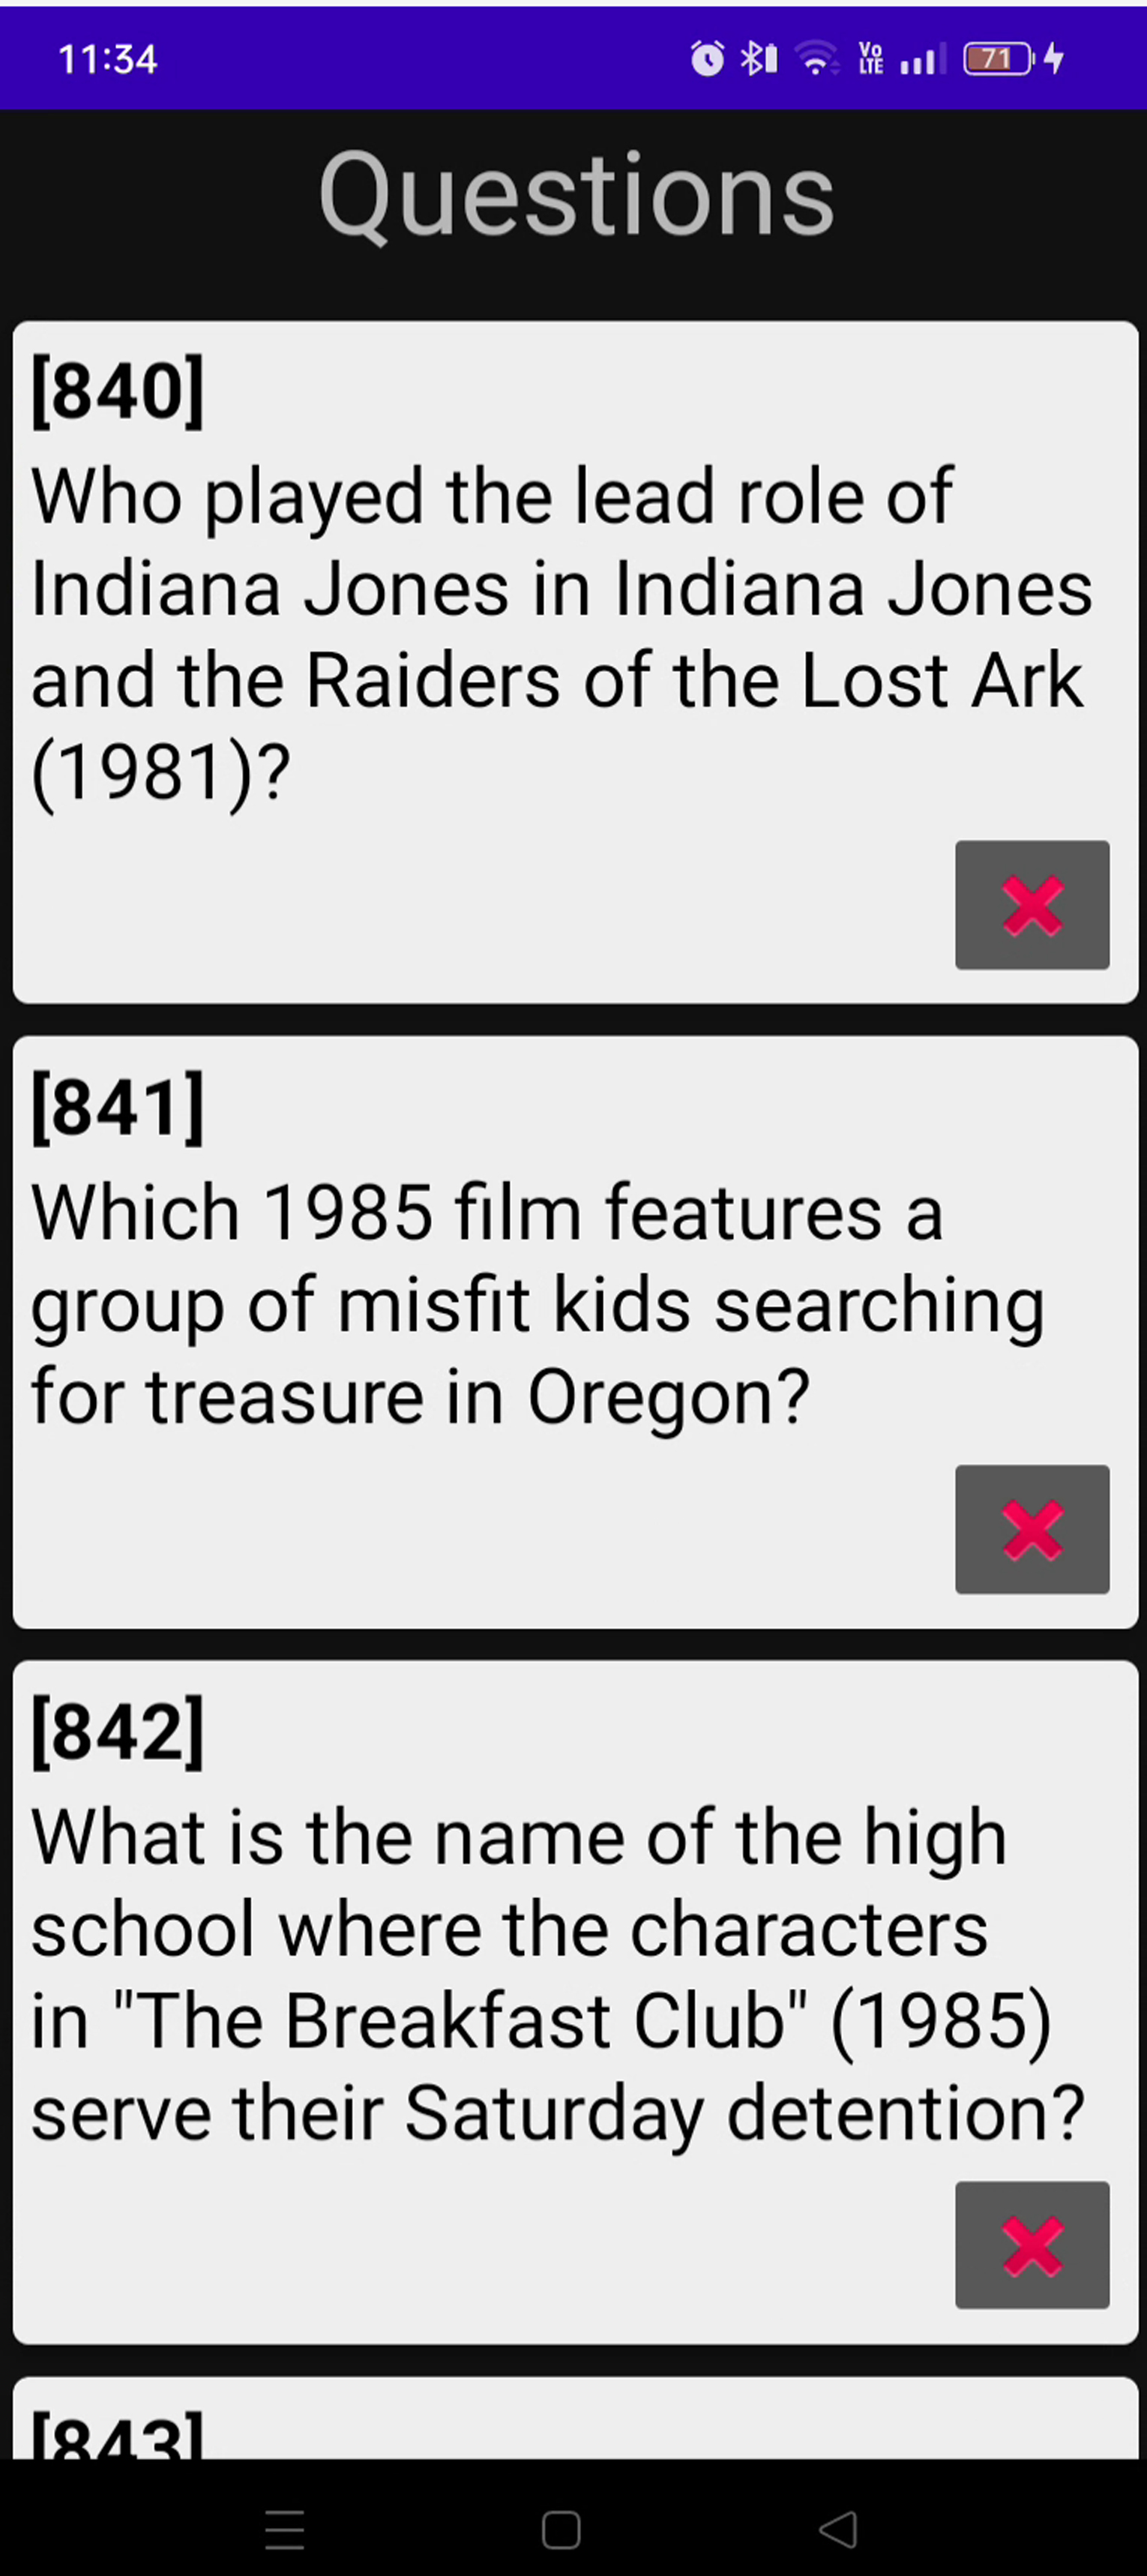 11:34
Vo
LTE
71
Questions
[840]
Who played the lead role of
Indiana Jones in Indiana Jones
and the Raiders of the Lost Ark
(1981)?
[841]
Which 1985 film features a
group of misfit kids searching
for treasure in Oregon?
[842]
What is the name of the high
school where the characters
in "The Breakfast Club" (1985)
serve their Saturday detention?
[843]